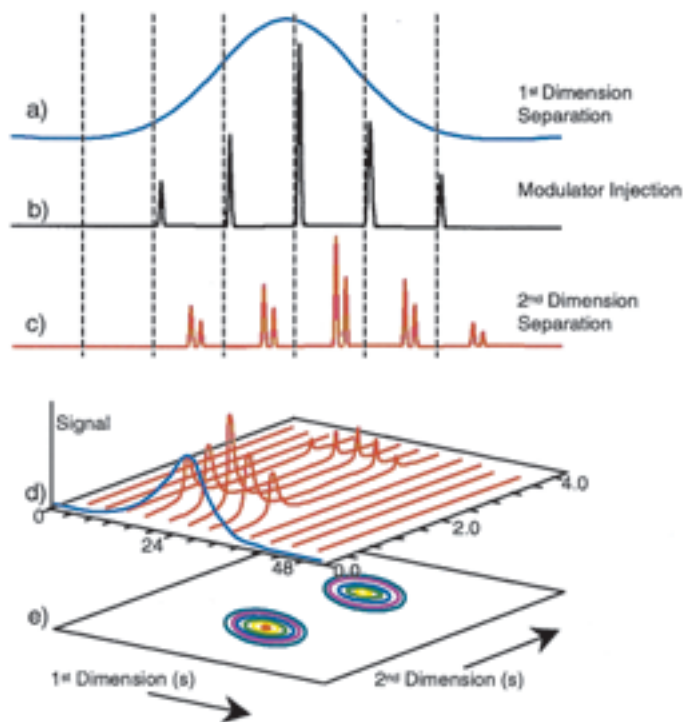 a)
1st Dimension
Separation
b)
Modulator Injection
c)
2nd Dimension
Separation
Signal
d)
0
24
48
0.0
2.0
4.0
e)
1st Dimension (s)
2nd Dimension (s)